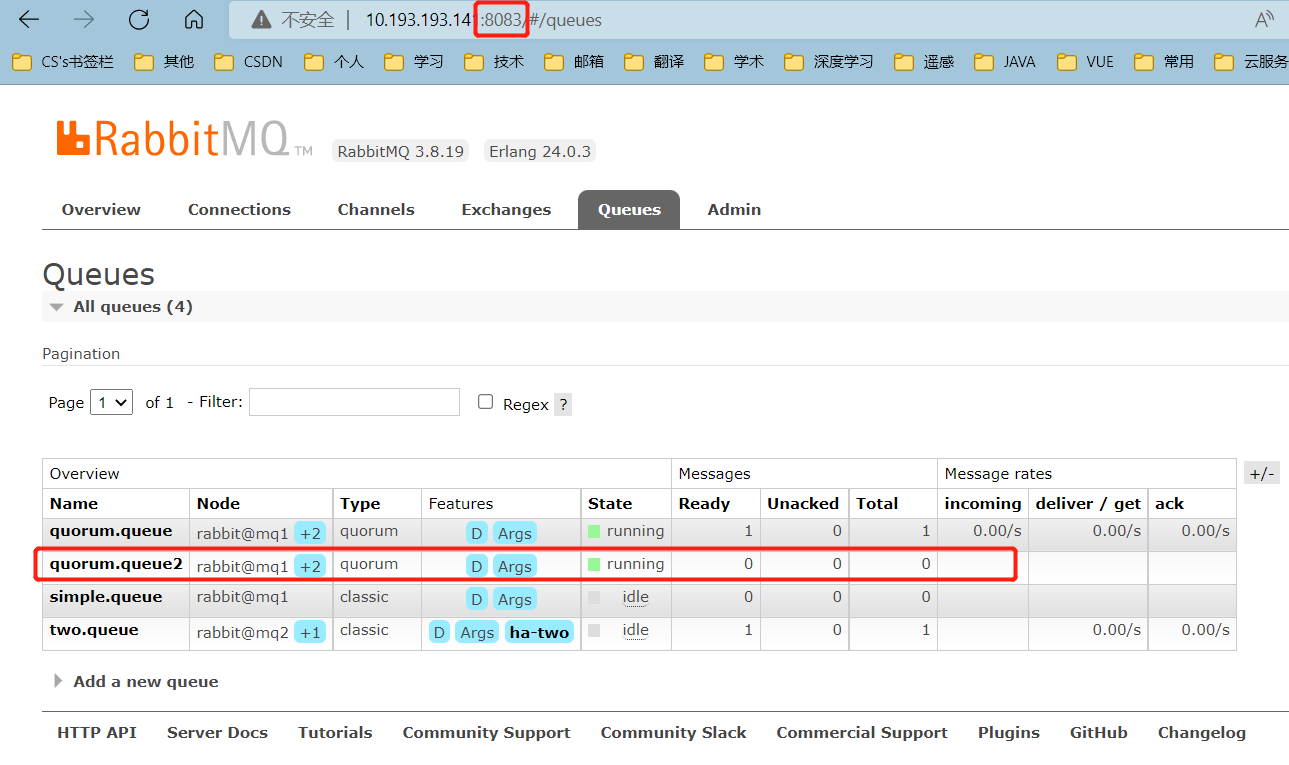 不安全 | 10.193.193.14 :8083/#/queues A))
CS's书签栏 其他 CSDN 个人 学习 技术 邮箱 翻译 学术 深度学习 遥感 JAVA VUE 常用 云服务
RabbitMQ TM RabbitMQ 3.8.19 Erlang 24.0.3
Overview Connections Channels Exchanges Queues Admin
Queues
All queues (4)
Pagination
Page 1 of 1 - Filter: Regex ?
Overview Messages Message rates +/-
Name Node Type Features State Ready Unacked Total incoming deliver / get ack
quorum.queue rabbit@mq1 +2 quorum D Args running 1 0 1 0.00/s 0.00/s 0.00/s
quorum.queue2 rabbit@mq1 +2 quorum D Args running 0 0 0
simple.queue rabbit@mq1 classic D Args idle 0 0 0
two.queue rabbit@mq2 +1 classic D Args ha-two idle 1 0 1 0.00/s 0.00/s
Add a new queue
HTTP API Server Docs Tutorials Community Support Community Slack Commercial Support Plugins GitHub Changelog